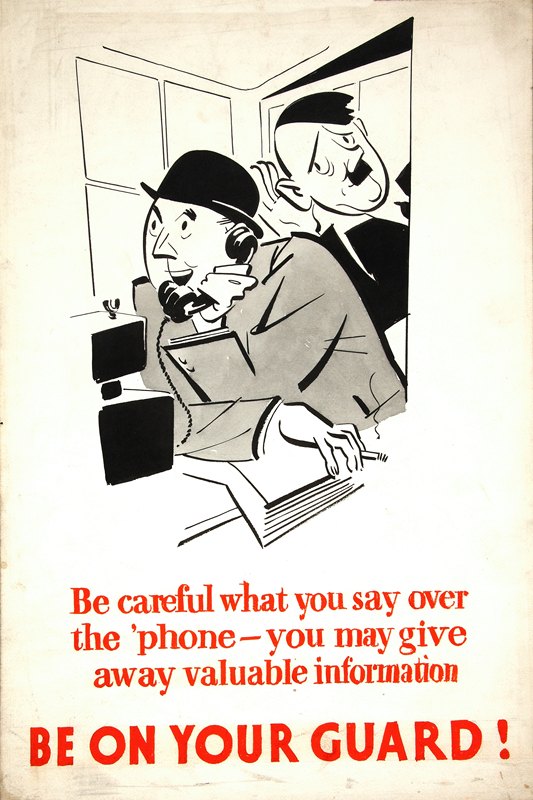 Be careful what you say over
the 'phone — you may give
away valuable information
BE ON YOUR GUARD !